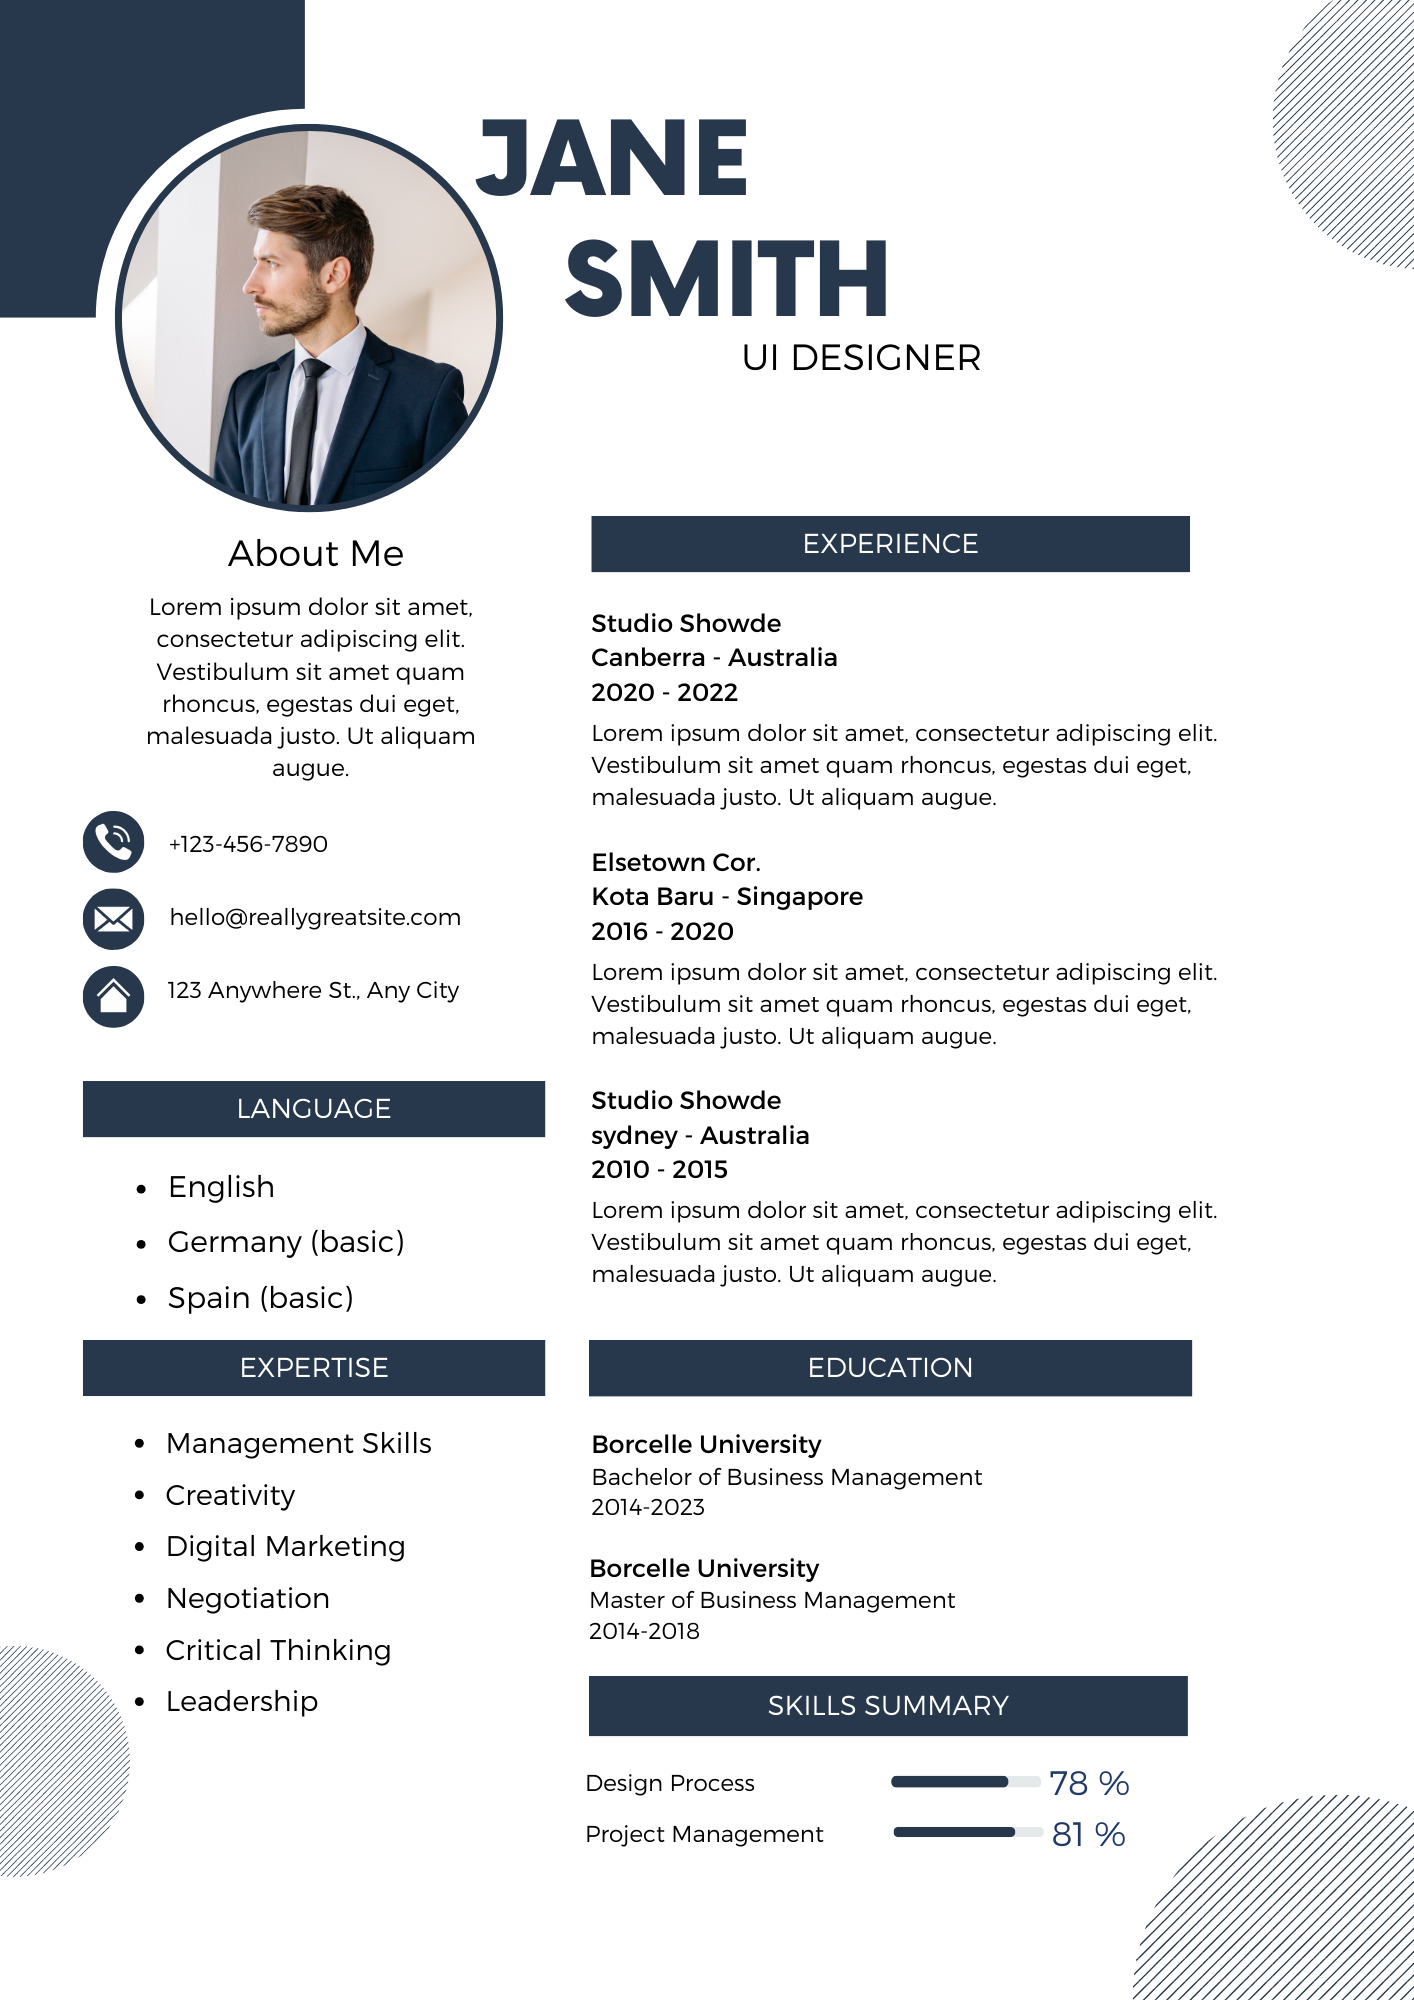 JANE
SMITH
UI DESIGNER
About Me
Lorem ipsum dolor sit amet,
consectetur adipiscing elit.
Vestibulum sit amet quam
rhoncus, egestas dui eget,
malesuada justo. Ut aliquam
augue.
+123-456-7890
hello@reallygreatsite.com
123 Anywhere St., Any City
LANGUAGE
• English
• Germany (basic)
• Spain (basic)
EXPERTISE
• Management Skills
• Creativity
• Digital Marketing
• Negotiation
• Critical Thinking
• Leadership
EXPERIENCE
Studio Showde
Canberra - Australia
2020 - 2022
Lorem ipsum dolor sit amet, consectetur adipiscing elit.
Vestibulum sit amet quam rhoncus, egestas dui eget,
malesuada justo. Ut aliquam augue.
Elsetown Cor.
Kota Baru - Singapore
2016 - 2020
Lorem ipsum dolor sit amet, consectetur adipiscing elit.
Vestibulum sit amet quam rhoncus, egestas dui eget,
malesuada justo. Ut aliquam augue.
Studio Showde
sydney - Australia
2010 - 2015
Lorem ipsum dolor sit amet, consectetur adipiscing elit.
Vestibulum sit amet quam rhoncus, egestas dui eget,
malesuada justo. Ut aliquam augue.
EDUCATION
Borcelle University
Bachelor of Business Management
2014-2023
Borcelle University
Master of Business Management
2014-2018
SKILLS SUMMARY
Design Process 78 %
Project Management 81 %